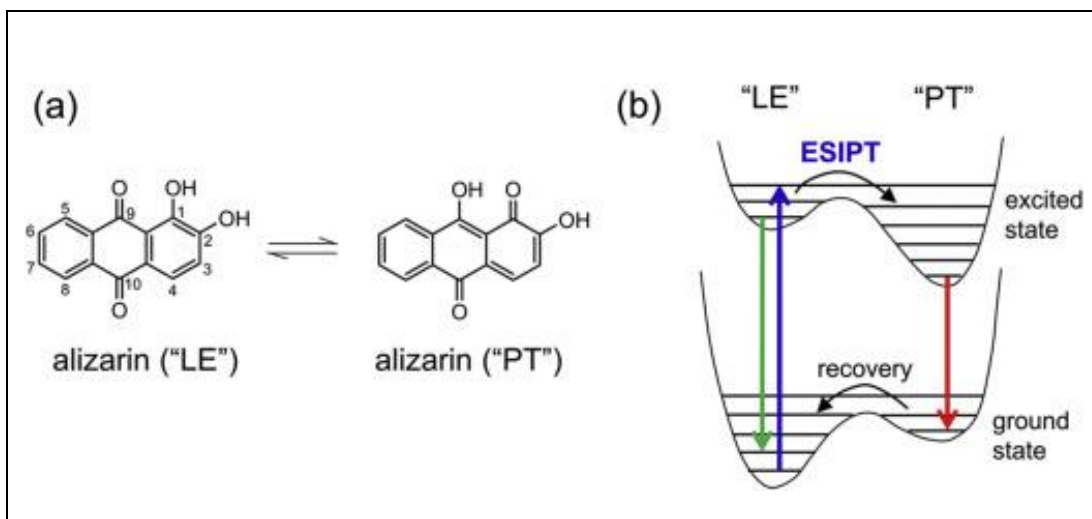 (a)
O
OH
OH
9
1
2
3
4
5
6
7
8
10
O
alizarin ("LE")
OH
O
OH
O
alizarin ("PT")
(b)
"LE"
"PT"
ESIPT
excited
state
recovery
ground
state